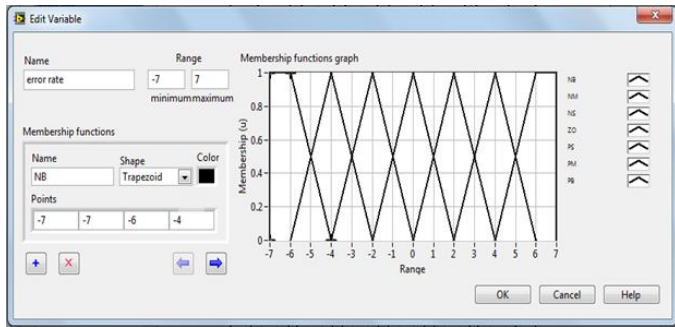 Edit Variable
Name
Range
Membership functions graph
error rate
-7
7
minimum
maximum
Membership functions
Name
Shape
Color
NB
Trapezoid
Points
-7
-7
-6
-4
Membership (u)
1
0.8
0.6
0.4
0.2
0
-7 -6 -5 -4 -3 -2 -1 0 1 2 3 4 5 6 7
Range
NB
NM
NS
ZO
PS
PM
PB
OK
Cancel
Help